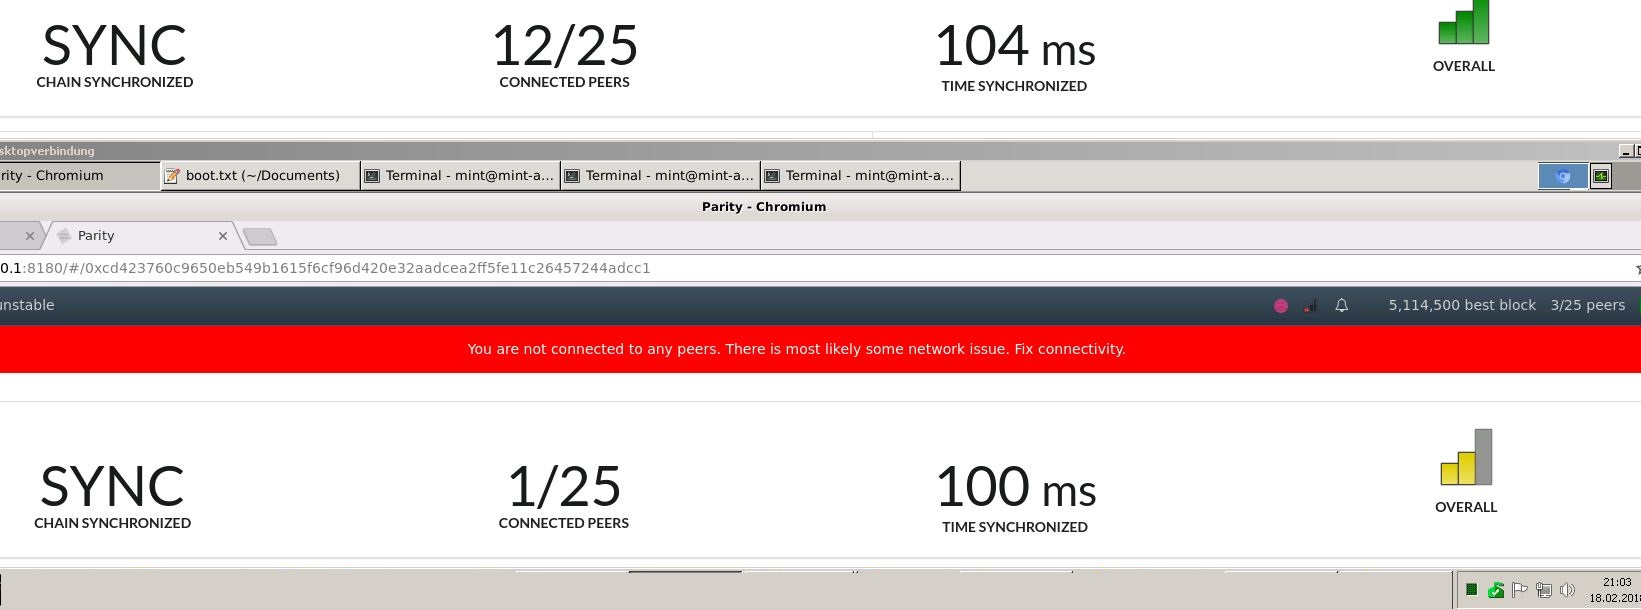 SYNC
CHAIN SYNCHRONIZED
12/25
CONNECTED PEERS
104 ms
TIME SYNCHRONIZED
OVERALL
sktopverbindung
rity - Chromium
boot.txt (~/Documents)
Terminal - mint@mint-a...
Terminal - mint@mint-a...
Terminal - mint@mint-a...
Parity - Chromium
Parity
0.1:8180/#/0xcd423760c9650eb549b1615f6cf96d420e32aadcea2ff5fe11c26457244adcc1
unstable
5,114,500 best block
3/25 peers
You are not connected to any peers. There is most likely some network issue. Fix connectivity.
SYNC
CHAIN SYNCHRONIZED
1/25
CONNECTED PEERS
100 ms
TIME SYNCHRONIZED
OVERALL
21:03
18.02.201